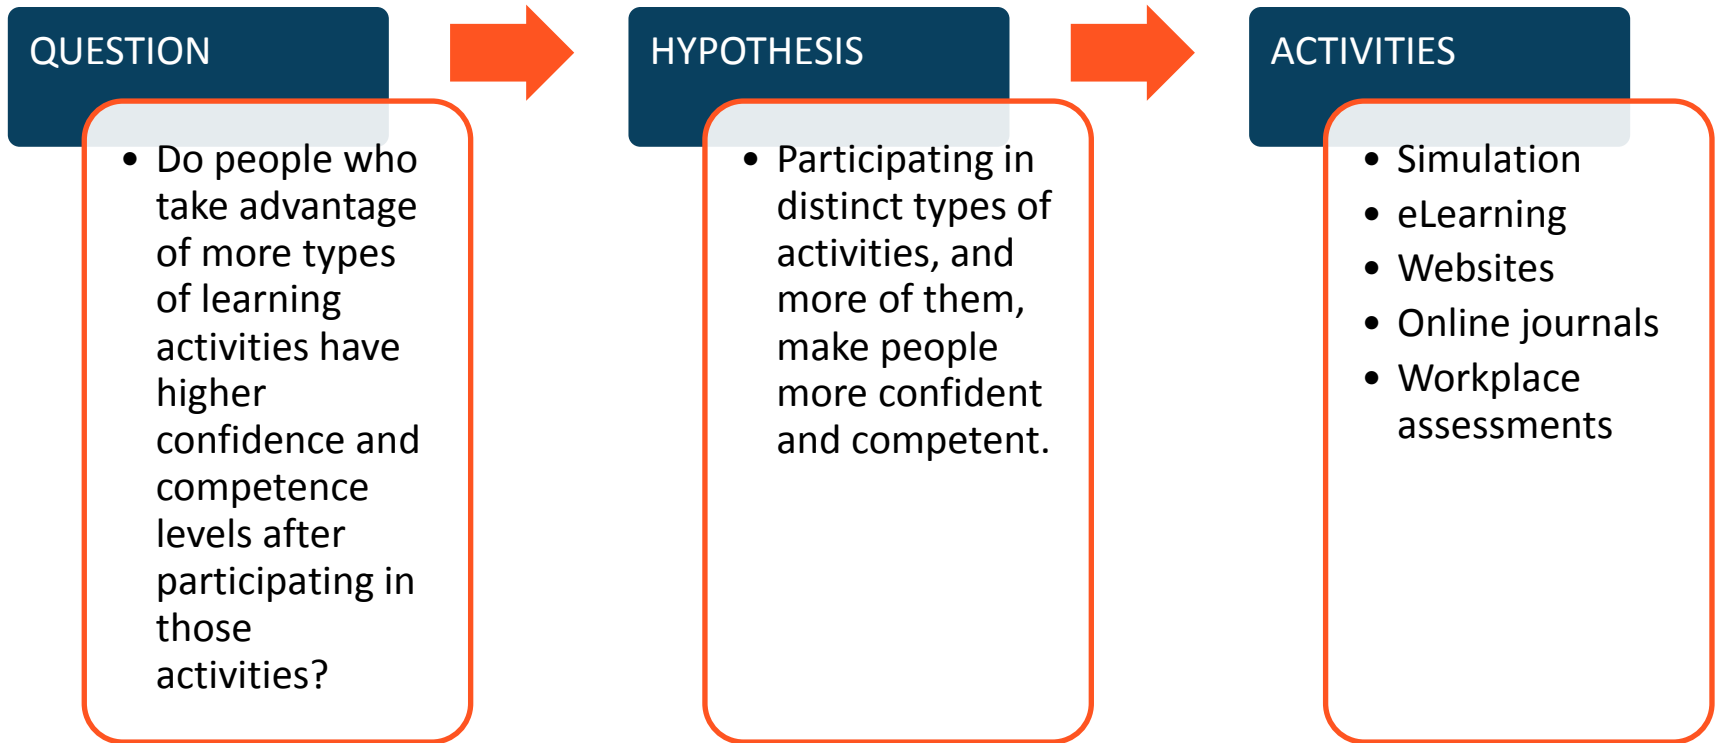 QUESTION
• Do people who
take advantage
of more types
of learning
activities have
higher
confidence and
competence
levels after
participating in
those
activities?
HYPOTHESIS
• Participating in
distinct types of
activities, and
more of them,
make people
more confident
and competent.
ACTIVITIES
• Simulation
• eLearning
• Websites
• Online journals
• Workplace
assessments